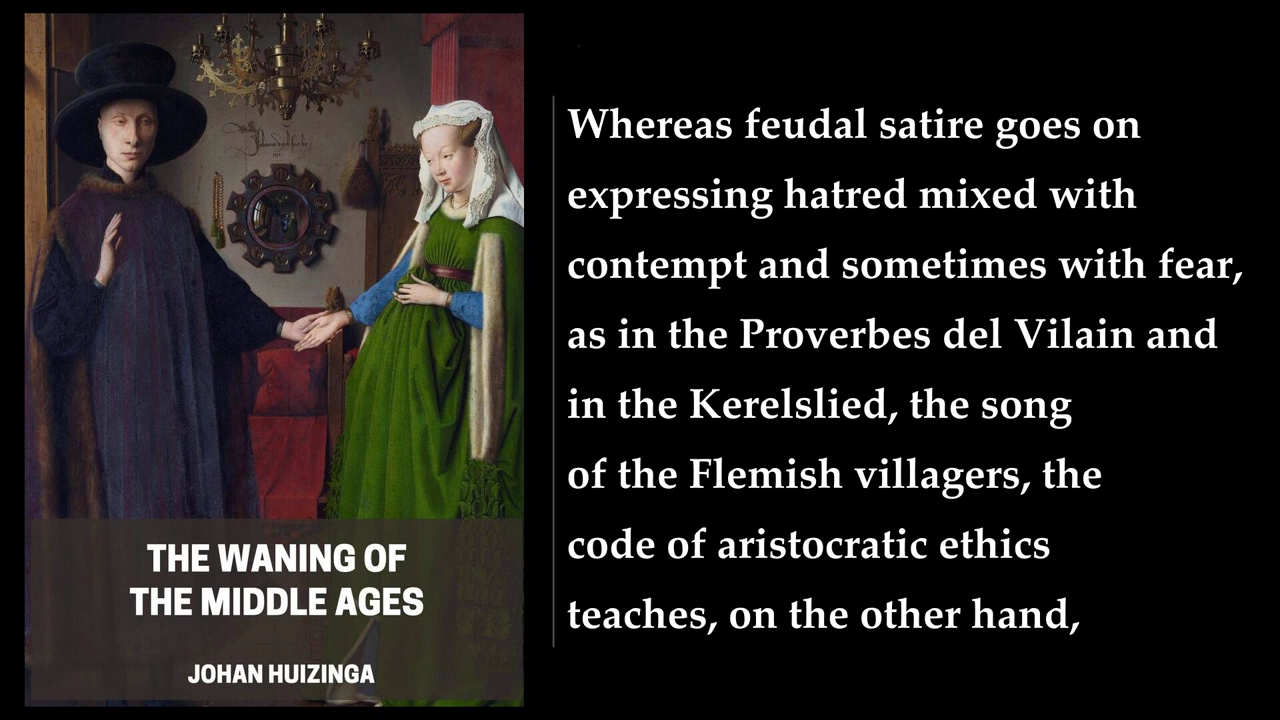 THE WANING OF
THE MIDDLE AGES
JOHAN HUIZINGA
Whereas feudal satire goes on
expressing hatred mixed with
contempt and sometimes with fear,
as in the Proverbes del Vilain and
in the Kerelslied, the song
of the Flemish villagers, the
code of aristocratic ethics
teaches, on the other hand,